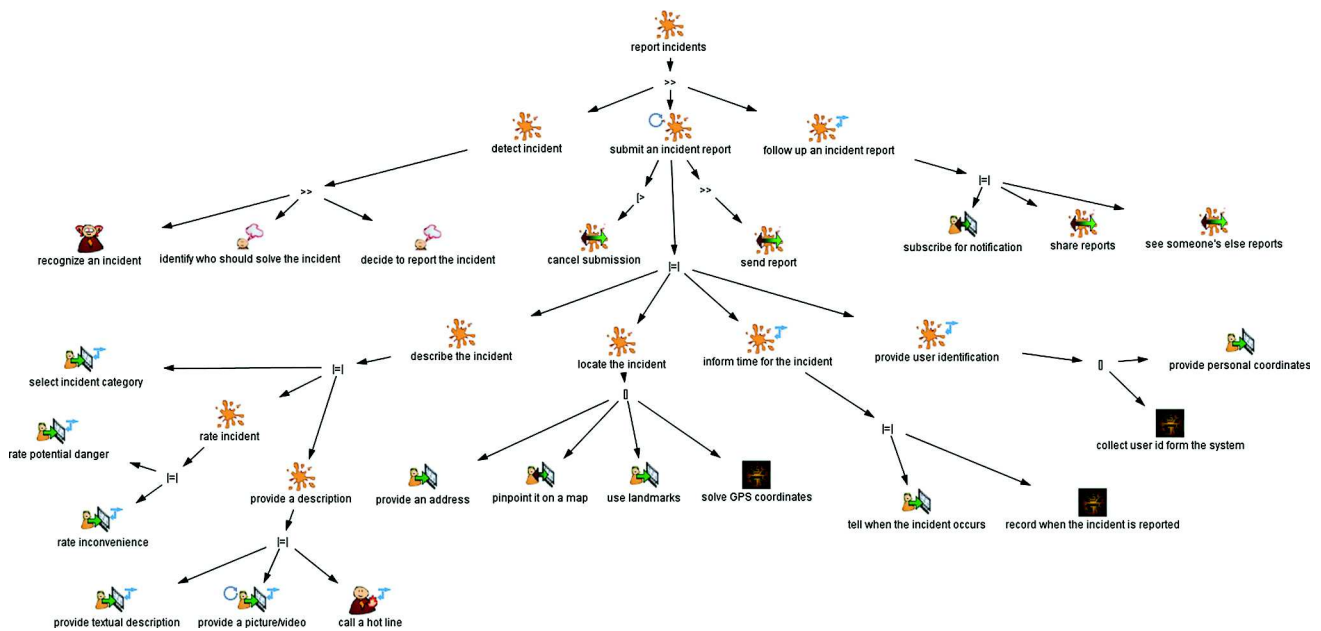 report incidents
>>
detect incident
submit an incident report
follow up an incident report
>>
[>
>>
|=|
recognize an incident
identify who should solve the incident
decide to report the incident
cancel submission
send report
subscribe for notification
share reports
see someone's else reports
|=|
describe the incident
locate the incident
inform time for the incident
provide user identification
provide personal coordinates
select incident category
|=|
[]
[]
collect user id form the system
rate incident
rate potential danger
|=|
|=|
provide a description
provide an address
pinpoint it on a map
use landmarks
solve GPS coordinates
tell when the incident occurs
record when the incident is reported
rate inconvenience
|=|
provide textual description
provide a picture/video
call a hot line